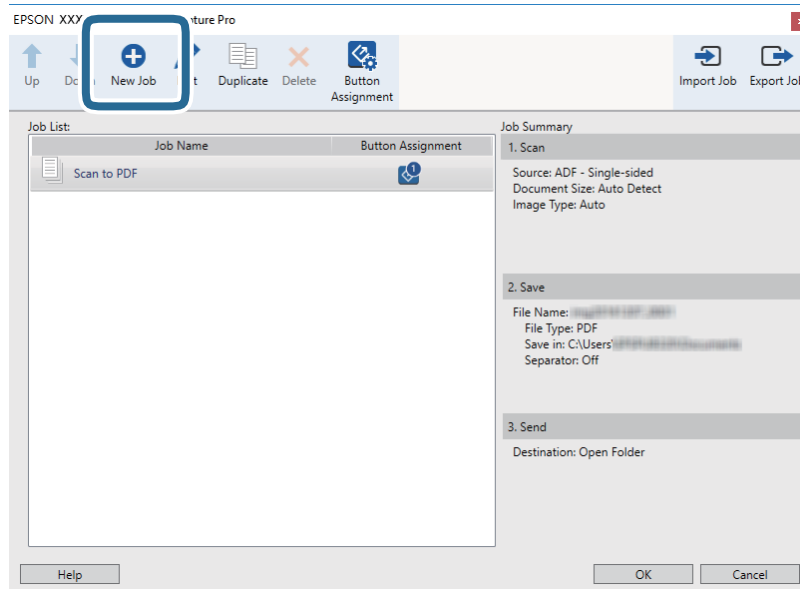 EPSON XXX ture Pro
Up
New Job
Duplicate
Delete
Button
Assignment
Import Job
Export Job
Job List:
Job Name
Button Assignment
Scan to PDF
1
Job Summary
1. Scan
Source: ADF - Single-sided
Document Size: Auto Detect
Image Type: Auto
2. Save
File Name:
File Type: PDF
Save in: C:\Users\
Separator: Off
3. Send
Destination: Open Folder
Help
OK
Cancel